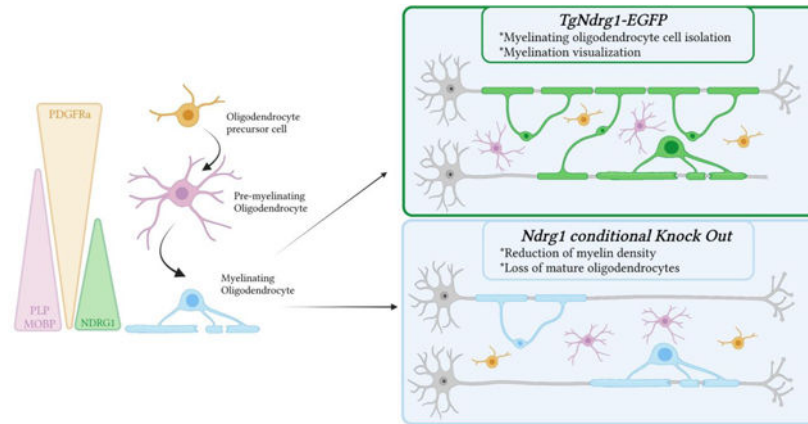 TgNdrg1-EGFP
*Myelinating oligodendrocyte cell isolation
*Myelination visualization
PDGFRa
PLP
MOBP
NDRG1
Oligodendrocyte
precursor cell
Pre-myelinating
Oligodendrocyte
Myelinating
Oligodendrocyte
Ndrg1 conditional Knock Out
*Reduction of myelin density
*Loss of mature oligodendrocytes